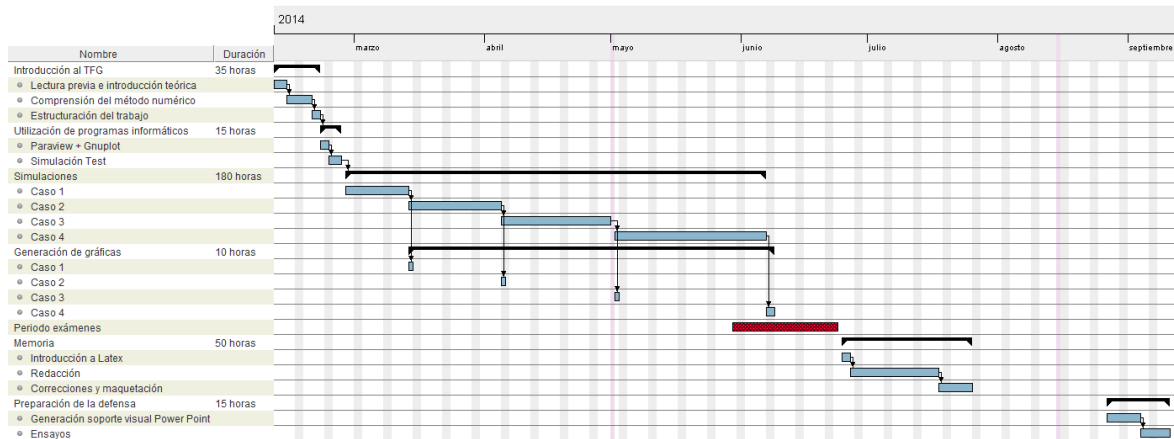 2014
marzo abril mayo junio julio agosto septiembre
Nombre Duración
Introducción al TFG 35 horas
Lectura previa e introducción teórica
Comprensión del método numérico
Estructuración del trabajo
Utilización de programas informáticos 15 horas
Paraview + Gnuplot
Simulación Test
Simulaciones 180 horas
Caso 1
Caso 2
Caso 3
Caso 4
Generación de gráficas 10 horas
Caso 1
Caso 2
Caso 3
Caso 4
Periodo exámenes
Memoria 50 horas
Introducción a Latex
Redacción
Correcciones y maquetación
Preparación de la defensa 15 horas
Generación soporte visual Power Point
Ensayos